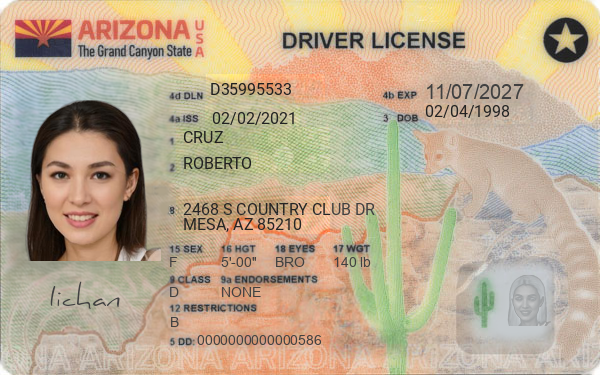 ARIZONA USA
The Grand Canyon State
DRIVER LICENSE
4d DLN D35995533
4b EXP 11/07/2027
4a ISS 02/02/2021
3 DOB 02/04/1998
1 CRUZ
2 ROBERTO
8 2468 S COUNTRY CLUB DR
MESA, AZ 85210
15 SEX 16 HGT 18 EYES 17 WGT
F 5'-00" BRO 140 lb
9 CLASS 9a ENDORSEMENTS
D NONE
12 RESTRICTIONS
B
5 DD: 0000000000000586
lichan
ARIZONA ARIZONA ARIZONA ARIZONA